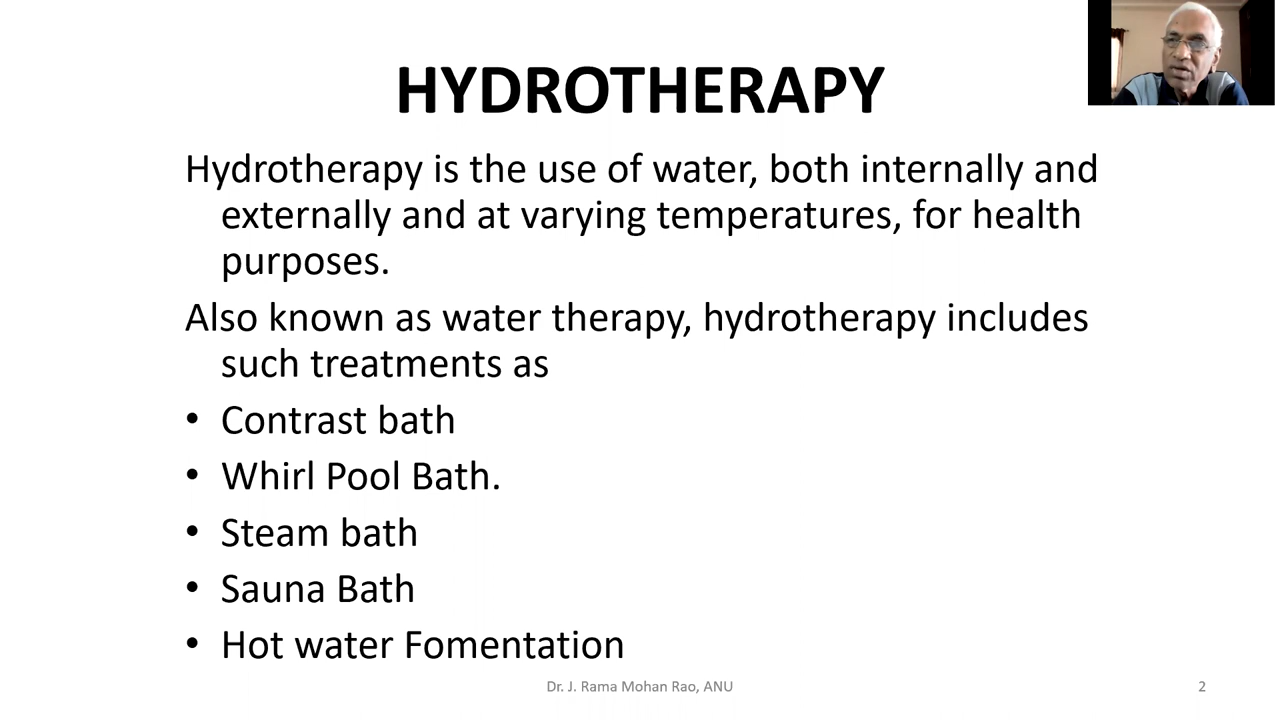 HYDROTHERAPY
Hydrotherapy is the use of water, both internally and
externally and at varying temperatures, for health
purposes.
Also known as water therapy, hydrotherapy includes
such treatments as
• Contrast bath
• Whirl Pool Bath.
• Steam bath
• Sauna Bath
• Hot water Fomentation
Dr. J. Rama Mohan Rao, ANU
2